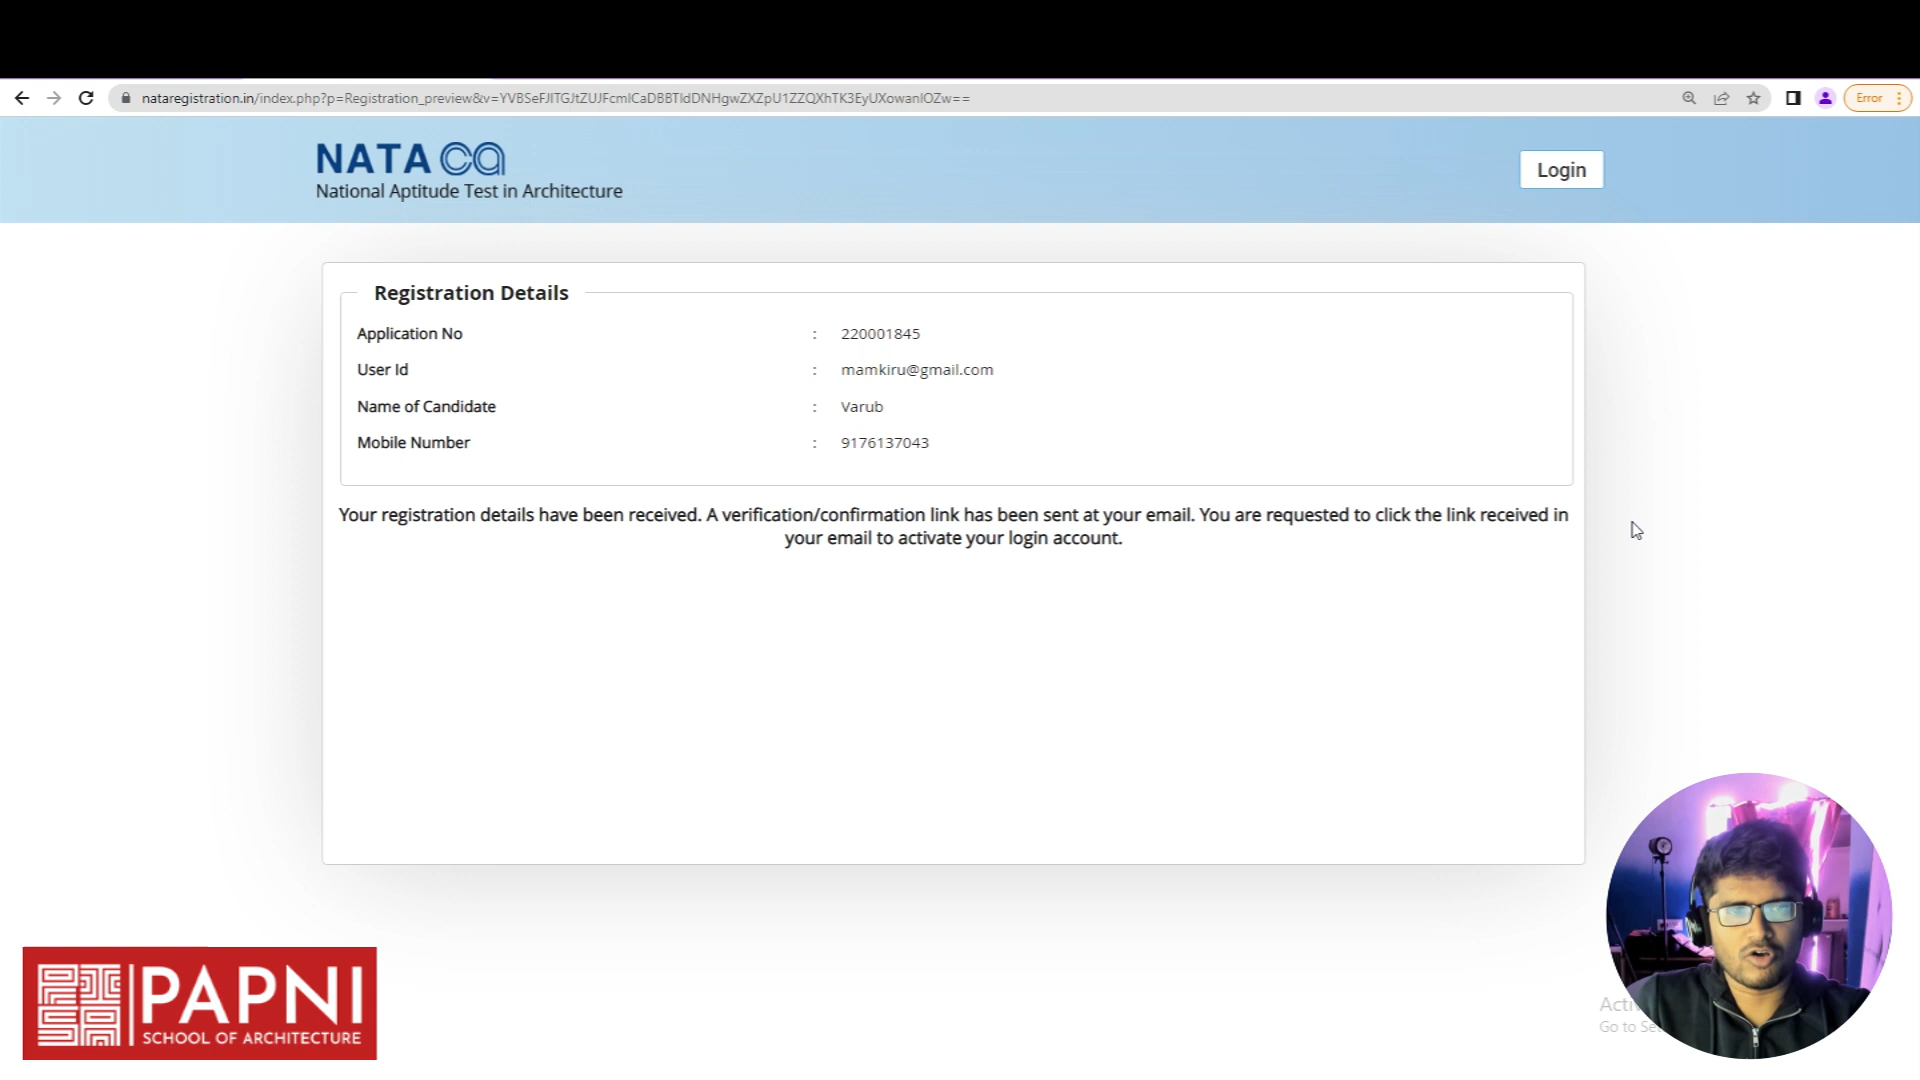 nataregistration.in/index.php?p=Registration_preview&v=
Error
NATA ca
National Aptitude Test in Architecture
Login
Registration Details
Application No : 220001845
User Id : mamkiru@gmail.com
Name of Candidate : Varub
Mobile Number : 9176137043
Your registration details have been received. A verification/confirmation link has been sent at your email. You are requested to click the link received in
your email to activate your login account.
PAPNI
SCHOOL OF ARCHITECTURE
Go to